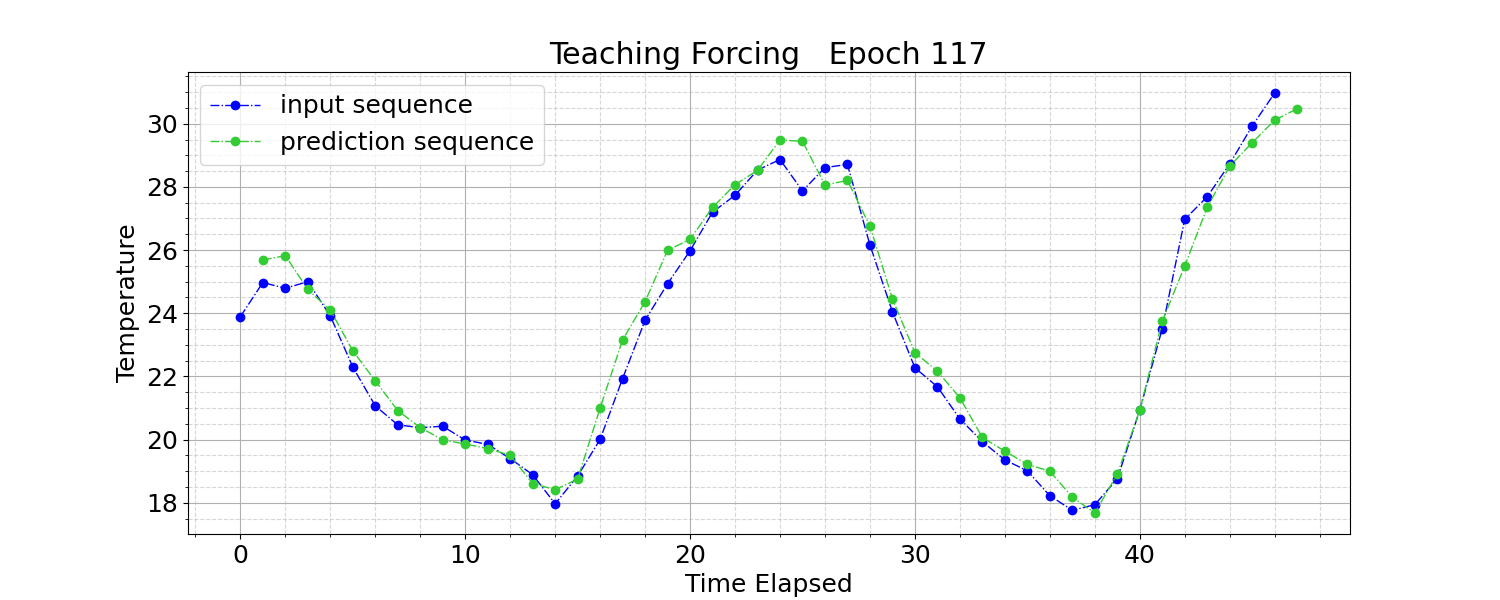 Teaching Forcing   Epoch 117
input sequence
prediction sequence
Temperature
30
28
26
24
22
20
18
0 10 20 30 40
Time Elapsed